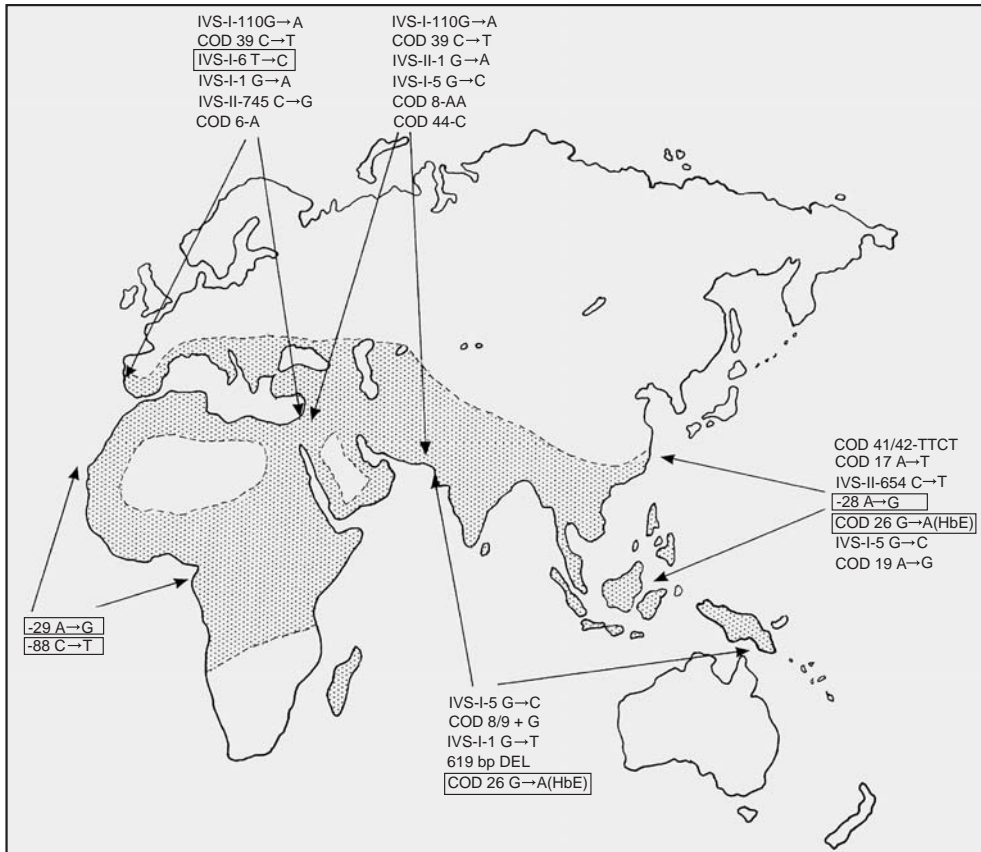 IVS-I-110G→A
COD 39 C→T
IVS-I-6 T→C
IVS-I-1 G→A
IVS-II-745 C→G
COD 6-A
IVS-I-110G→A
COD 39 C→T
IVS-II-1 G→A
IVS-I-5 G→C
COD 8-AA
COD 44-C
COD 41/42-TTCT
COD 17 A→T
IVS-II-654 C→T
-28 A→G
COD 26 G→A(HbE)
IVS-I-5 G→C
COD 19 A→G
-29 A→G
-88 C→T
IVS-I-5 G→C
COD 8/9 + G
IVS-I-1 G→T
619 bp DEL
COD 26 G→A(HbE)